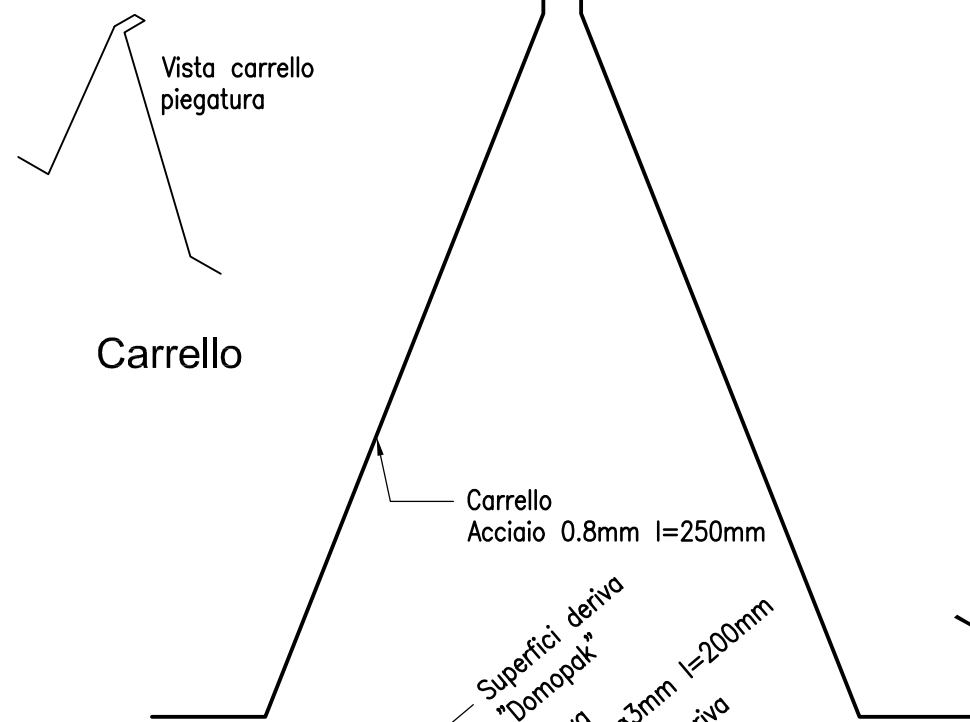 Vista carrello
piegatura
Carrello
Carrello
Acciaio 0.8mm l=250mm
Superfici deriva
"Domopak"
l=200mm